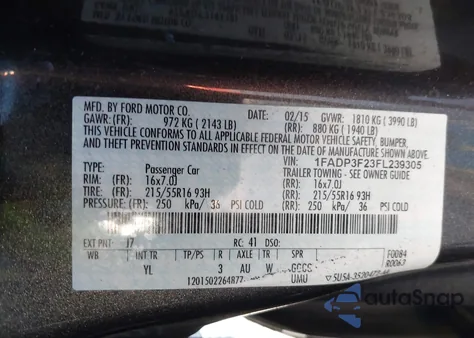 MFD. BY FORD MOTOR CO.
02/15 GVWR: 1810 KG (3990 LB)
GAWR: (FR): 972 KG (2143 LB) (RR): 880 KG (1940 LB)
THIS VEHICLE CONFORMS TO ALL APPLICABLE FEDERAL MOTOR VEHICLE SAFETY, BUMPER,
AND THEFT PREVENTION STANDARDS IN EFFECT ON THE DATE OF MANUFACTURE SHOWN ABOVE.
VIN: 1FADP3F23FL239305
TYPE: Passenger Car TRAILER TOWING - SEE OWNER GUIDE
RIM: (FR): 16x7.0J (RR): 16x7.0J
TIRE: (FR): 215/55R16 93H (RR): 215/55R16 93H
PRESSURE: (FR): 250 kPa/ 36 PSI COLD (RR): 250 kPa/ 36 PSI COLD
EXT PNT: J7 RC: 41 DSO: F0084
WB INT TR TP/PS R AXLE TR SPR R0063
YL 3 AU W
UMU
1201502264877
autoSnap